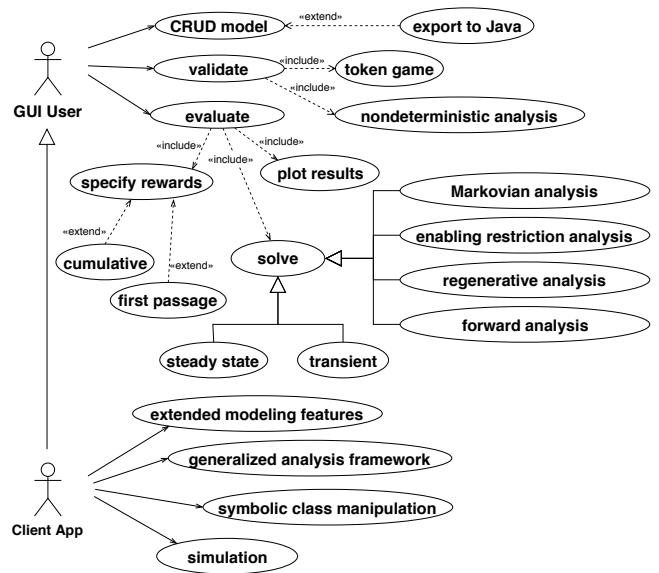 CRUD model
«extend»
export to Java
validate
«include»
token game
«include»
nondeterministic analysis
GUI User
evaluate
«include»
«include»
«include»
plot results
specify rewards
Markovian analysis
«extend»
enabling restriction analysis
cumulative
«extend»
solve
regenerative analysis
first passage
forward analysis
steady state
transient
extended modeling features
generalized analysis framework
symbolic class manipulation
Client App
simulation